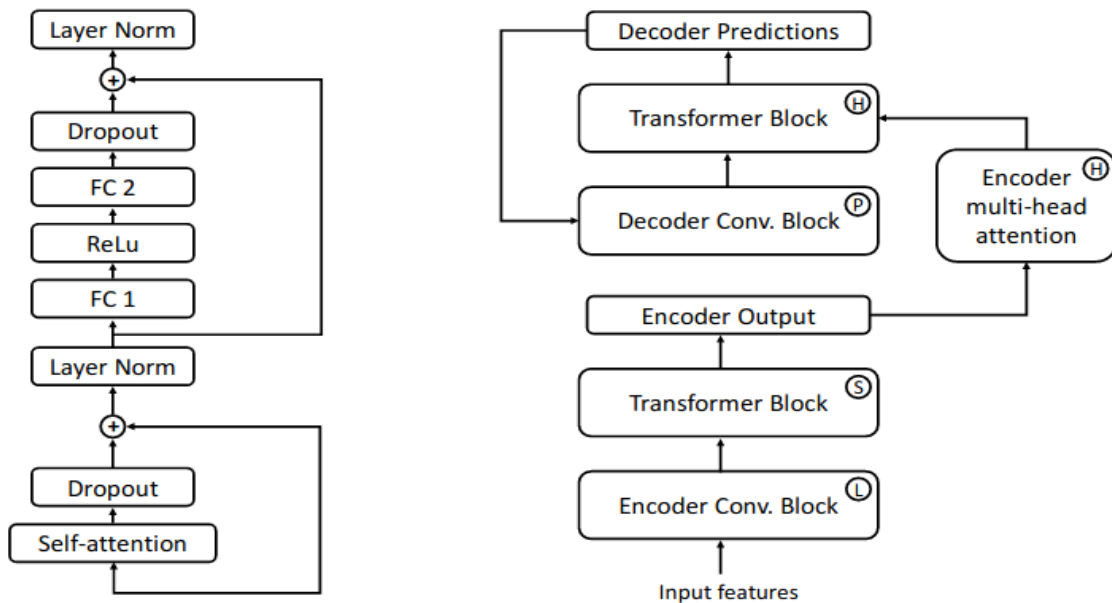 Layer Norm
+
Dropout
FC 2
ReLu
FC 1
Layer Norm
+
Dropout
Self-attention
Decoder Predictions
Transformer Block
H
Decoder Conv. Block
P
Encoder
multi-head
attention
H
Encoder Output
Transformer Block
S
Encoder Conv. Block
L
Input features